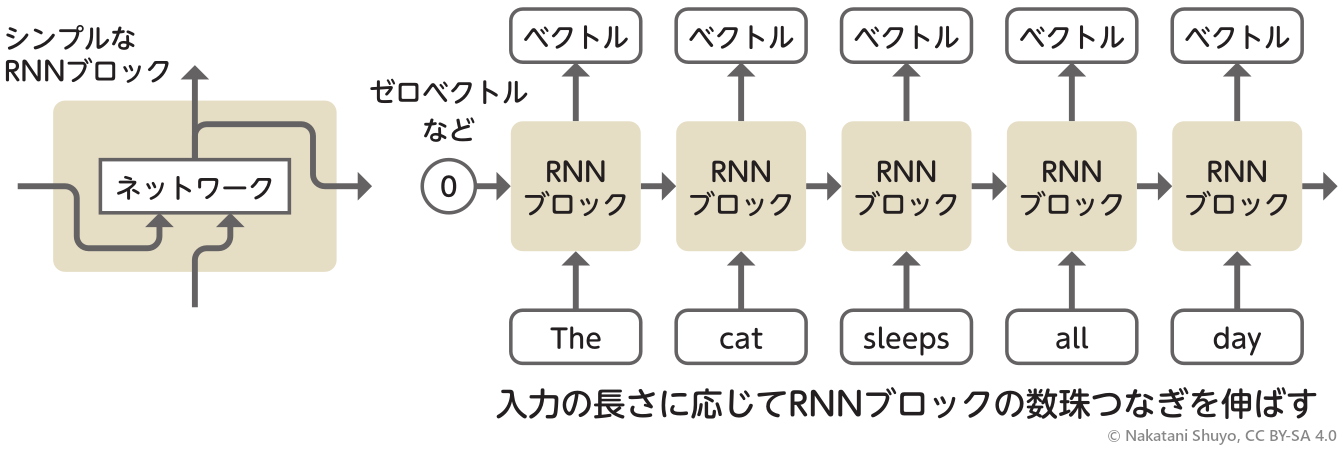 シンプルな
RNNブロック
ネットワーク
ゼロベクトル
など
0
ベクトル
ベクトル
ベクトル
ベクトル
ベクトル
RNN
ブロック
RNN
ブロック
RNN
ブロック
RNN
ブロック
RNN
ブロック
The
cat
sleeps
all
day
入力の長さに応じてRNNブロックの数珠つなぎを伸ばす
© Nakatani Shuyo, CC BY-SA 4.0